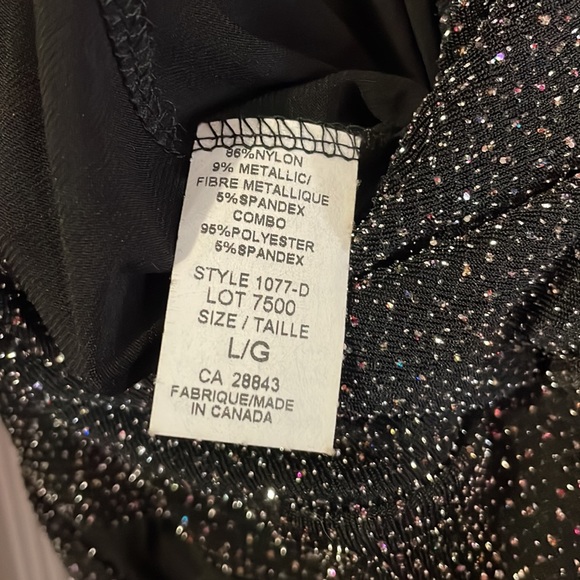 86%NYLON
9% METALLIC/
FIBRE METALLIQUE
5%SPANDEX
COMBO
95%POLYESTER
5%SPANDEX
STYLE 1077-D
LOT 7500
SIZE / TAILLE
L/G
CA 28843
FABRIQUE/MADE
IN CANADA